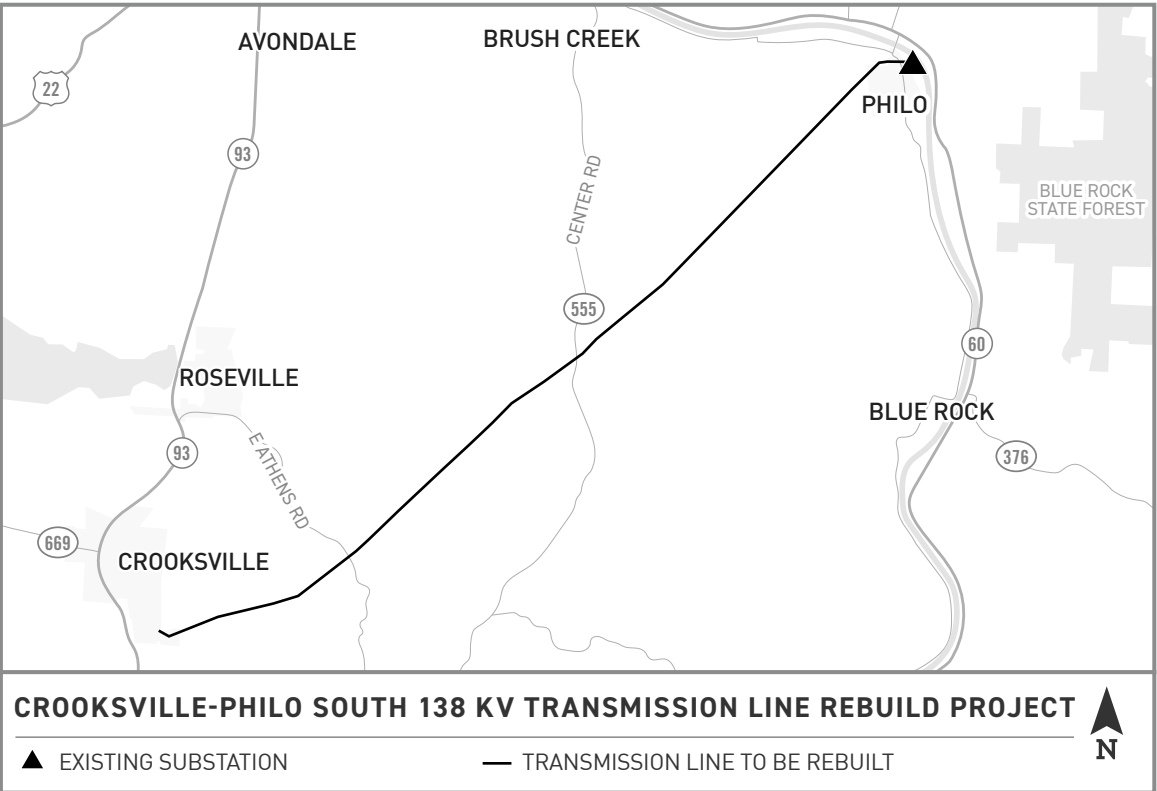 AVONDALE
BRUSH CREEK
22
PHILO
93
CENTER RD
BLUE ROCK
STATE FOREST
555
60
ROSEVILLE
BLUE ROCK
93
E ATHENS RD
376
669
CROOKSVILLE
CROOKSVILLE-PHILO SOUTH 138 KV TRANSMISSION LINE REBUILD PROJECT
EXISTING SUBSTATION
TRANSMISSION LINE TO BE REBUILT
N